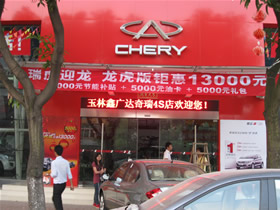 CHERY
瑞虎迎龙 龙虎版钜惠13000元
3000元节能补贴+5000元油卡+5000元礼包
玉林鑫广达奇瑞4S店欢迎您!